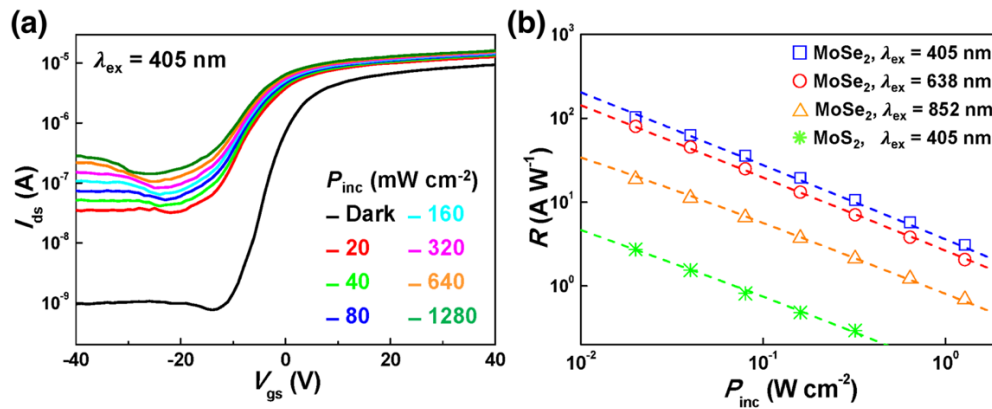 (a)
λex = 405 nm
10⁻⁵
10⁻⁶
10⁻⁷
10⁻⁸
10⁻⁹
Ids (A)
Pinc (mW cm⁻²)
Dark 160
20 320
40 640
80 1280
-40 -20 0 20 40
Vgs (V)
(b)
MoSe₂, λex = 405 nm
MoSe₂, λex = 638 nm
MoSe₂, λex = 852 nm
MoS₂, λex = 405 nm
10²
10¹
10⁰
R (A W⁻¹)
10⁻² 10⁻¹ 10⁰
Pinc (W cm⁻²)